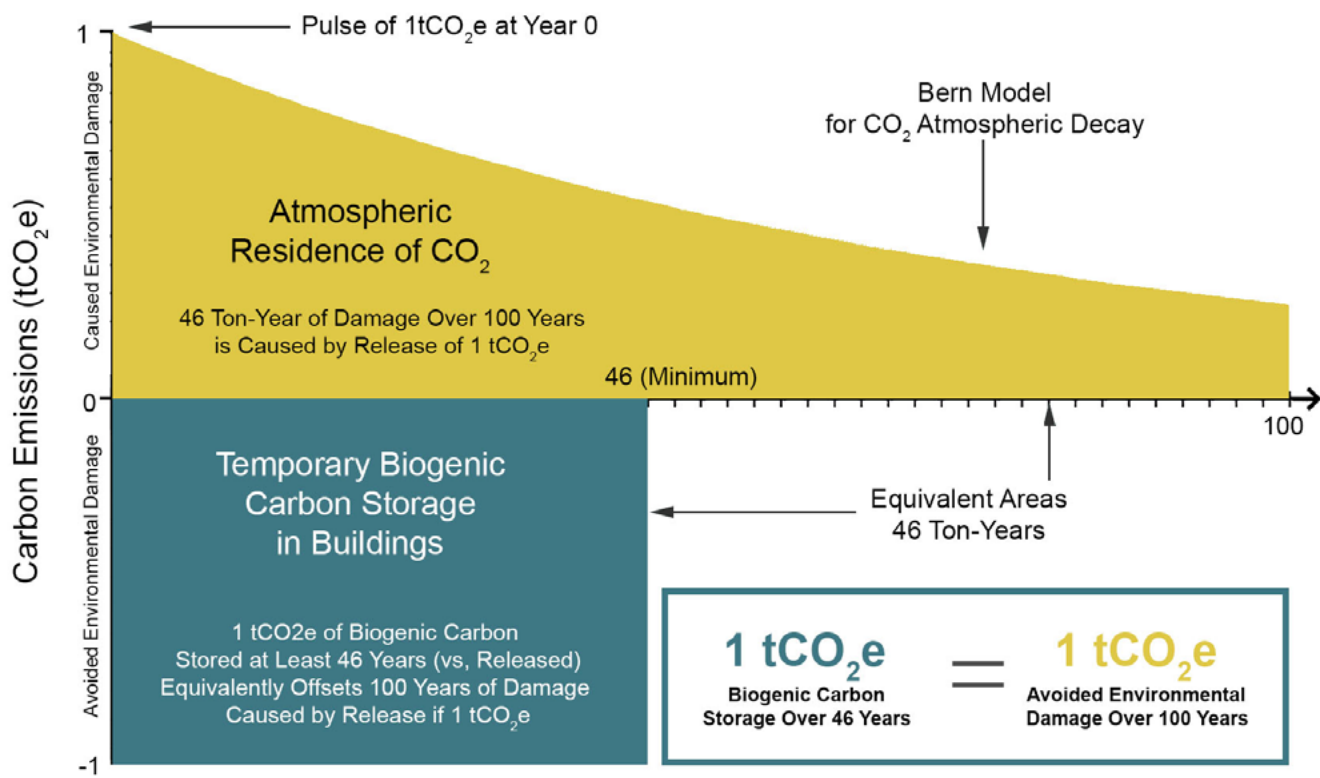 Pulse of 1tCO₂e at Year 0
1
Bern Model
for CO₂ Atmospheric Decay
Carbon Emissions (tCO₂e)
Caused Environmental Damage
Atmospheric
Residence of CO₂
46 Ton-Year of Damage Over 100 Years
is Caused by Release of 1 tCO₂e
46 (Minimum)
0
100
Avoided Environmental Damage
Temporary Biogenic
Carbon Storage
in Buildings
Equivalent Areas
46 Ton-Years
1 tCO2e of Biogenic Carbon
Stored at Least 46 Years (vs, Released)
Equivalently Offsets 100 Years of Damage
Caused by Release if 1 tCO₂e
-1
1 tCO₂e
Biogenic Carbon
Storage Over 46 Years
=
1 tCO₂e
Avoided Environmental
Damage Over 100 Years